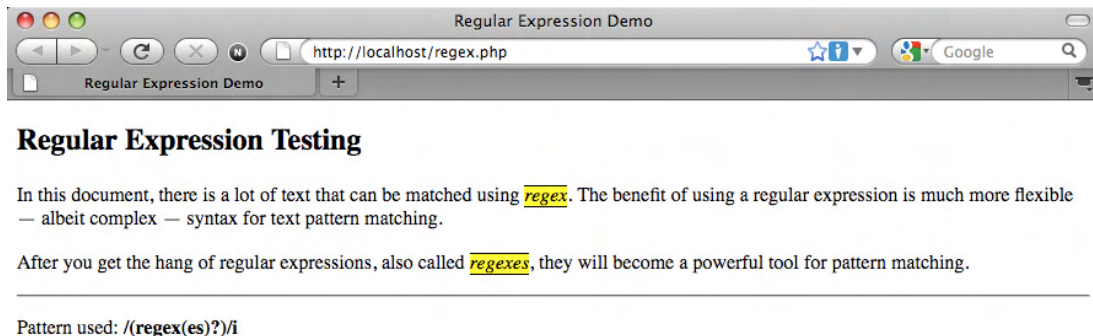 Regular Expression Demo
http://localhost/regex.php
Google
Regular Expression Demo
+
Regular Expression Testing
In this document, there is a lot of text that can be matched using regex. The benefit of using a regular expression is much more flexible
— albeit complex — syntax for text pattern matching.
After you get the hang of regular expressions, also called regexes, they will become a powerful tool for pattern matching.
Pattern used: /(regex(es)?)/i